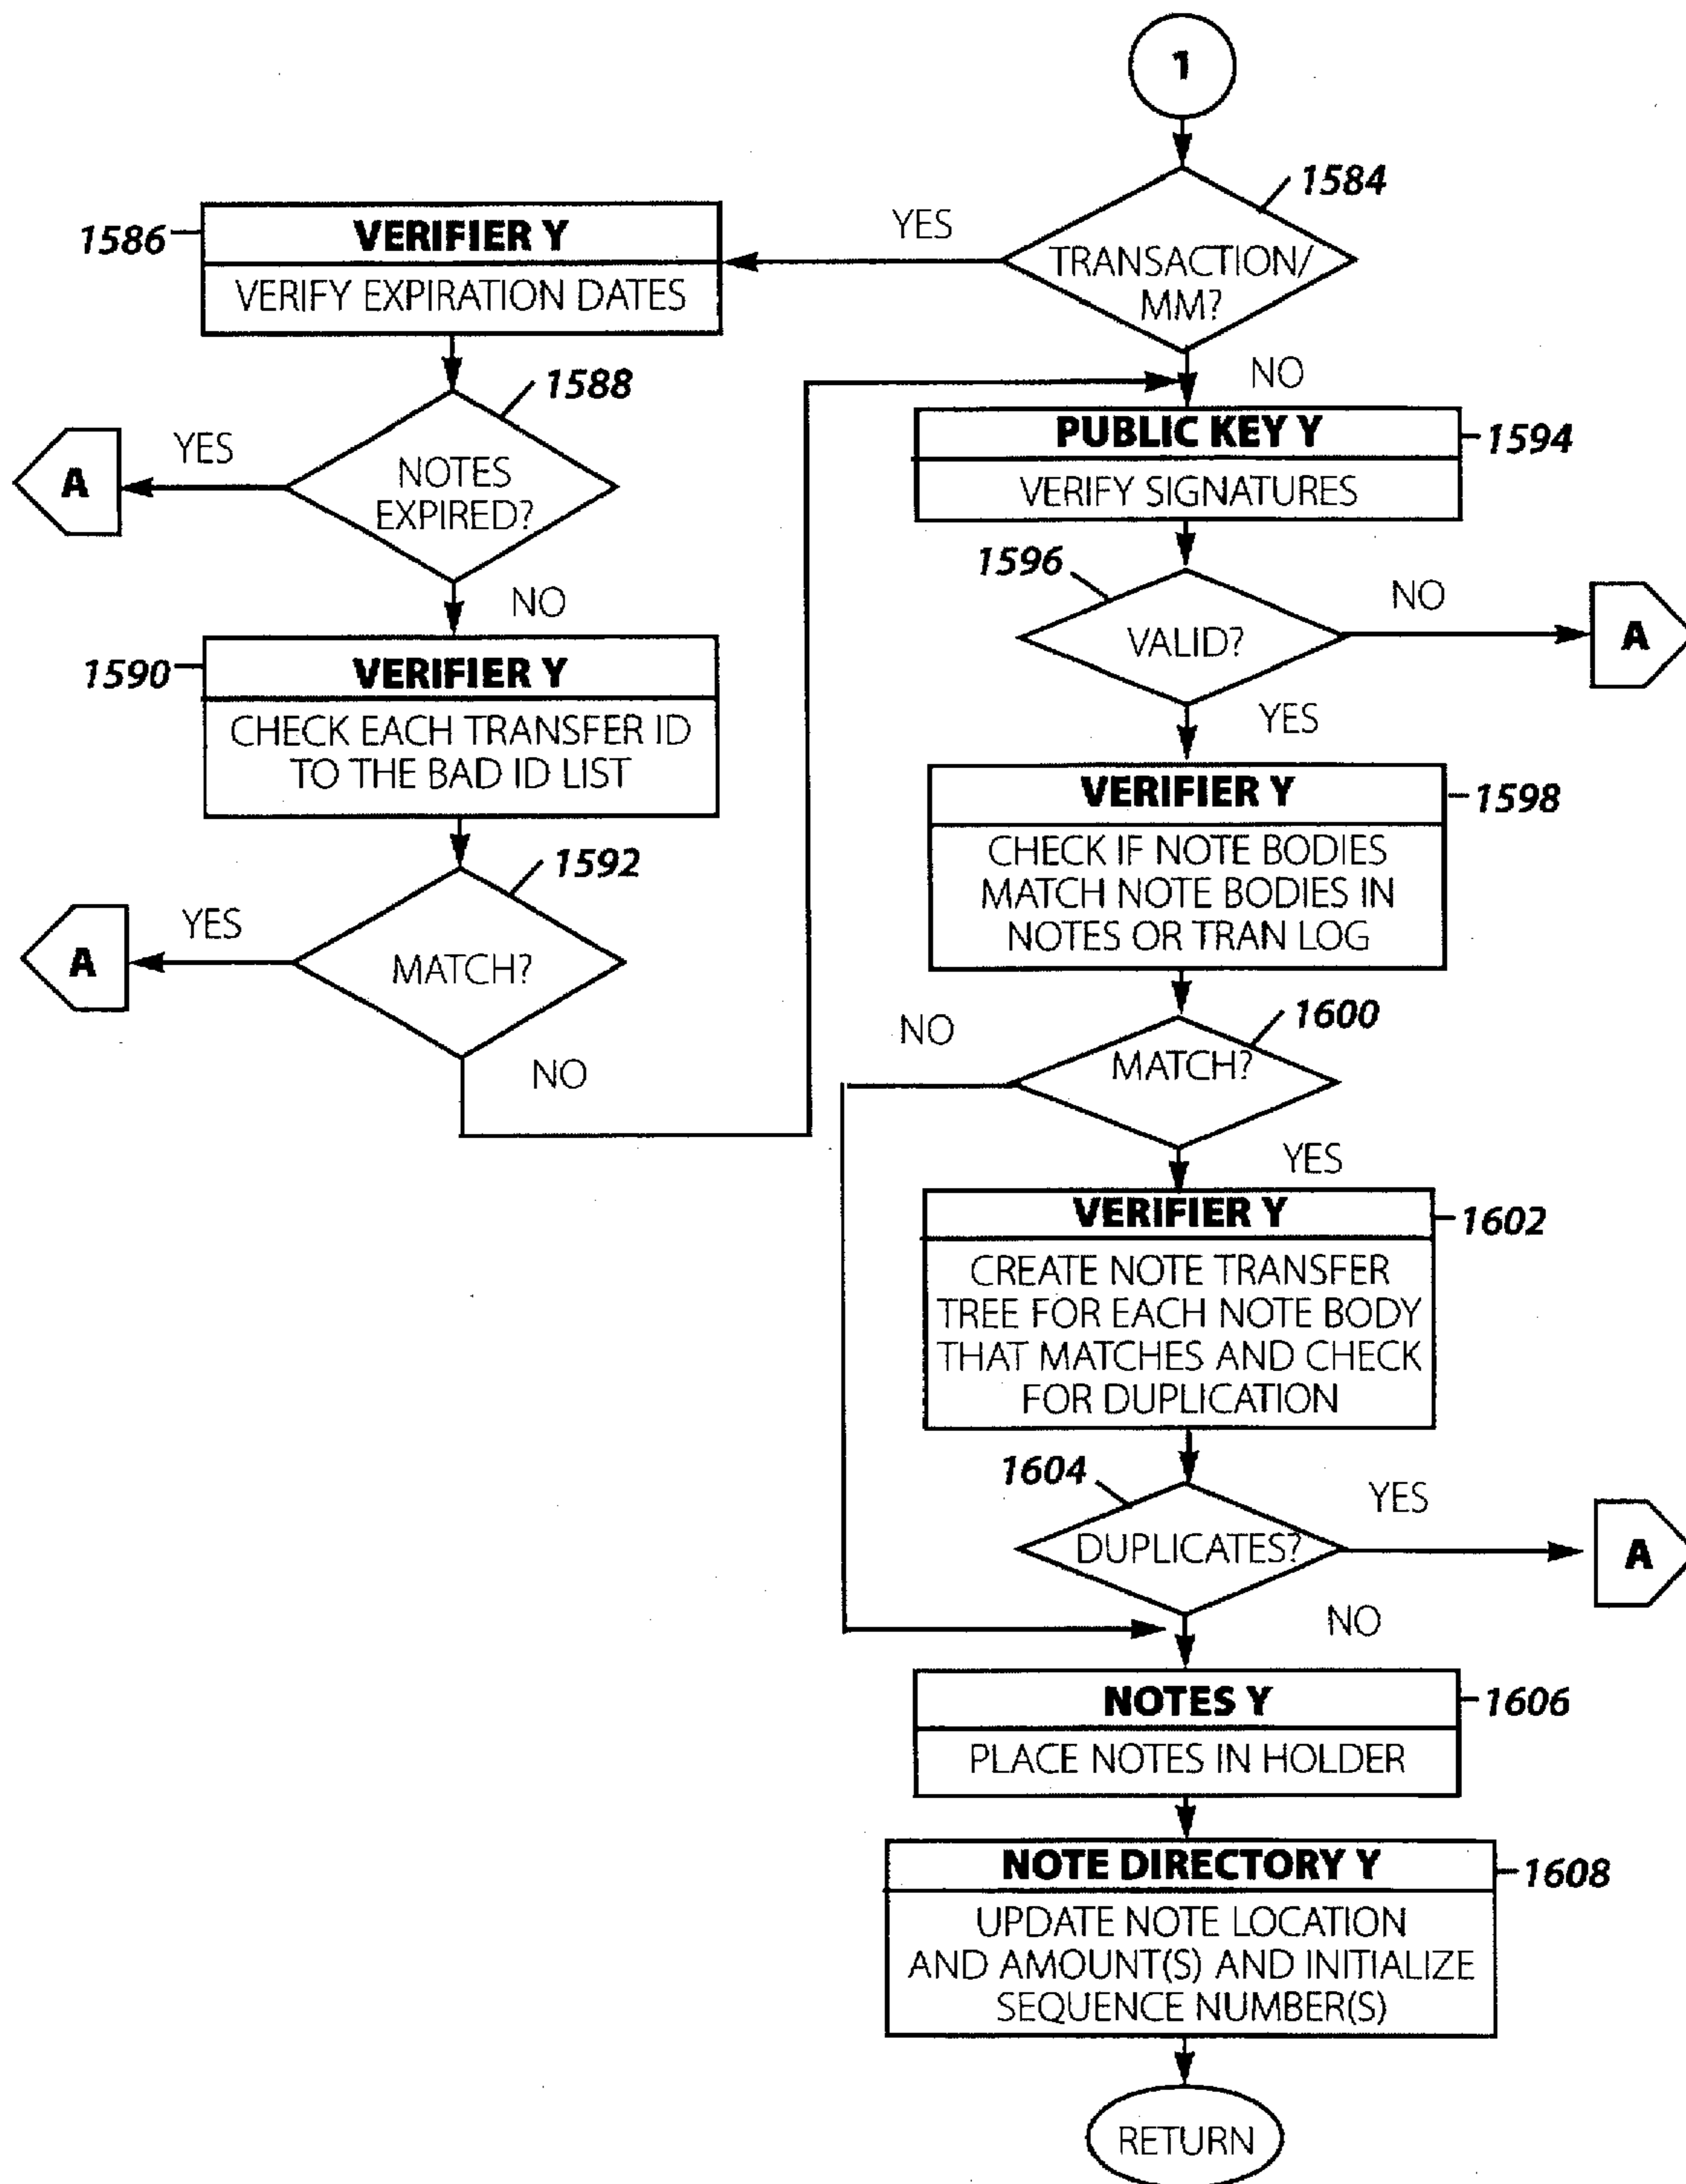 1
1584
TRANSACTION/
MM?
YES
NO
1586
VERIFIER Y
VERIFY EXPIRATION DATES
1588
NOTES
EXPIRED?
YES
A
NO
1590
VERIFIER Y
CHECK EACH TRANSFER ID
TO THE BAD ID LIST
1592
MATCH?
YES
A
NO
PUBLIC KEY Y
1594
VERIFY SIGNATURES
1596
VALID?
NO
A
YES
VERIFIER Y
1598
CHECK IF NOTE BODIES
MATCH NOTE BODIES IN
NOTES OR TRAN LOG
1600
MATCH?
NO
YES
VERIFIER Y
1602
CREATE NOTE TRANSFER
TREE FOR EACH NOTE BODY
THAT MATCHES AND CHECK
FOR DUPLICATION
1604
DUPLICATES?
YES
A
NO
NOTES Y
1606
PLACE NOTES IN HOLDER
NOTE DIRECTORY Y
1608
UPDATE NOTE LOCATION
AND AMOUNT(S) AND INITIALIZE
SEQUENCE NUMBER(S)
RETURN